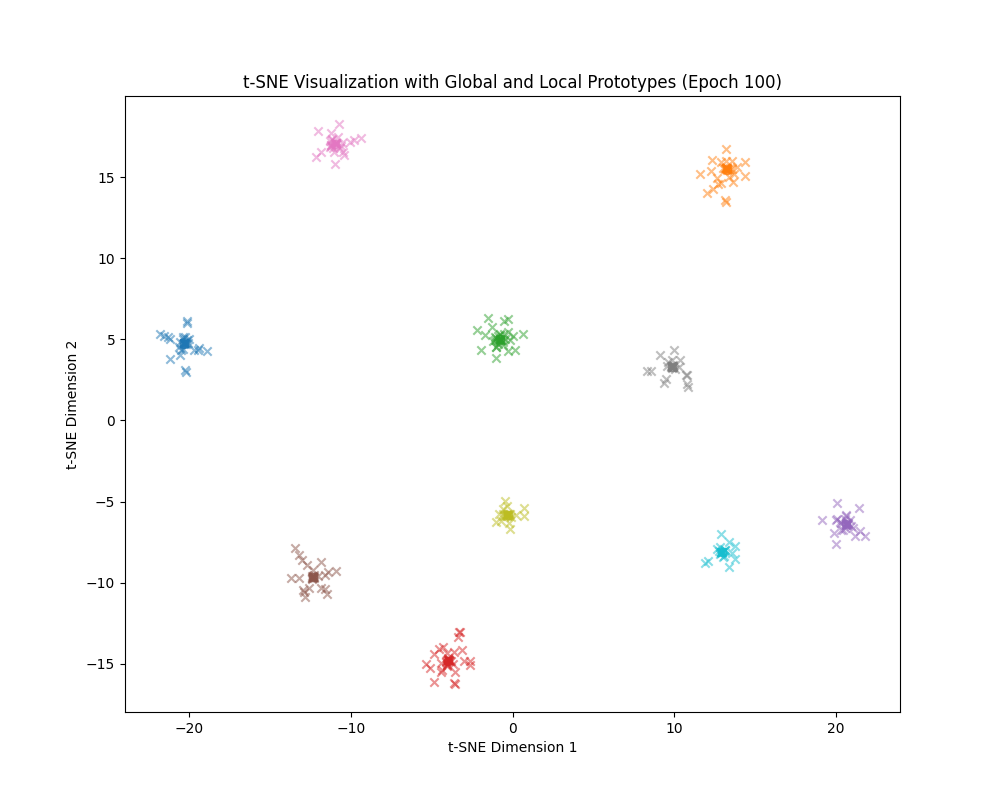 t-SNE Visualization with Global and Local Prototypes (Epoch 100)
15
10
5
0
−5
−10
−15
t-SNE Dimension 2
−20 −10 0 10 20
t-SNE Dimension 1